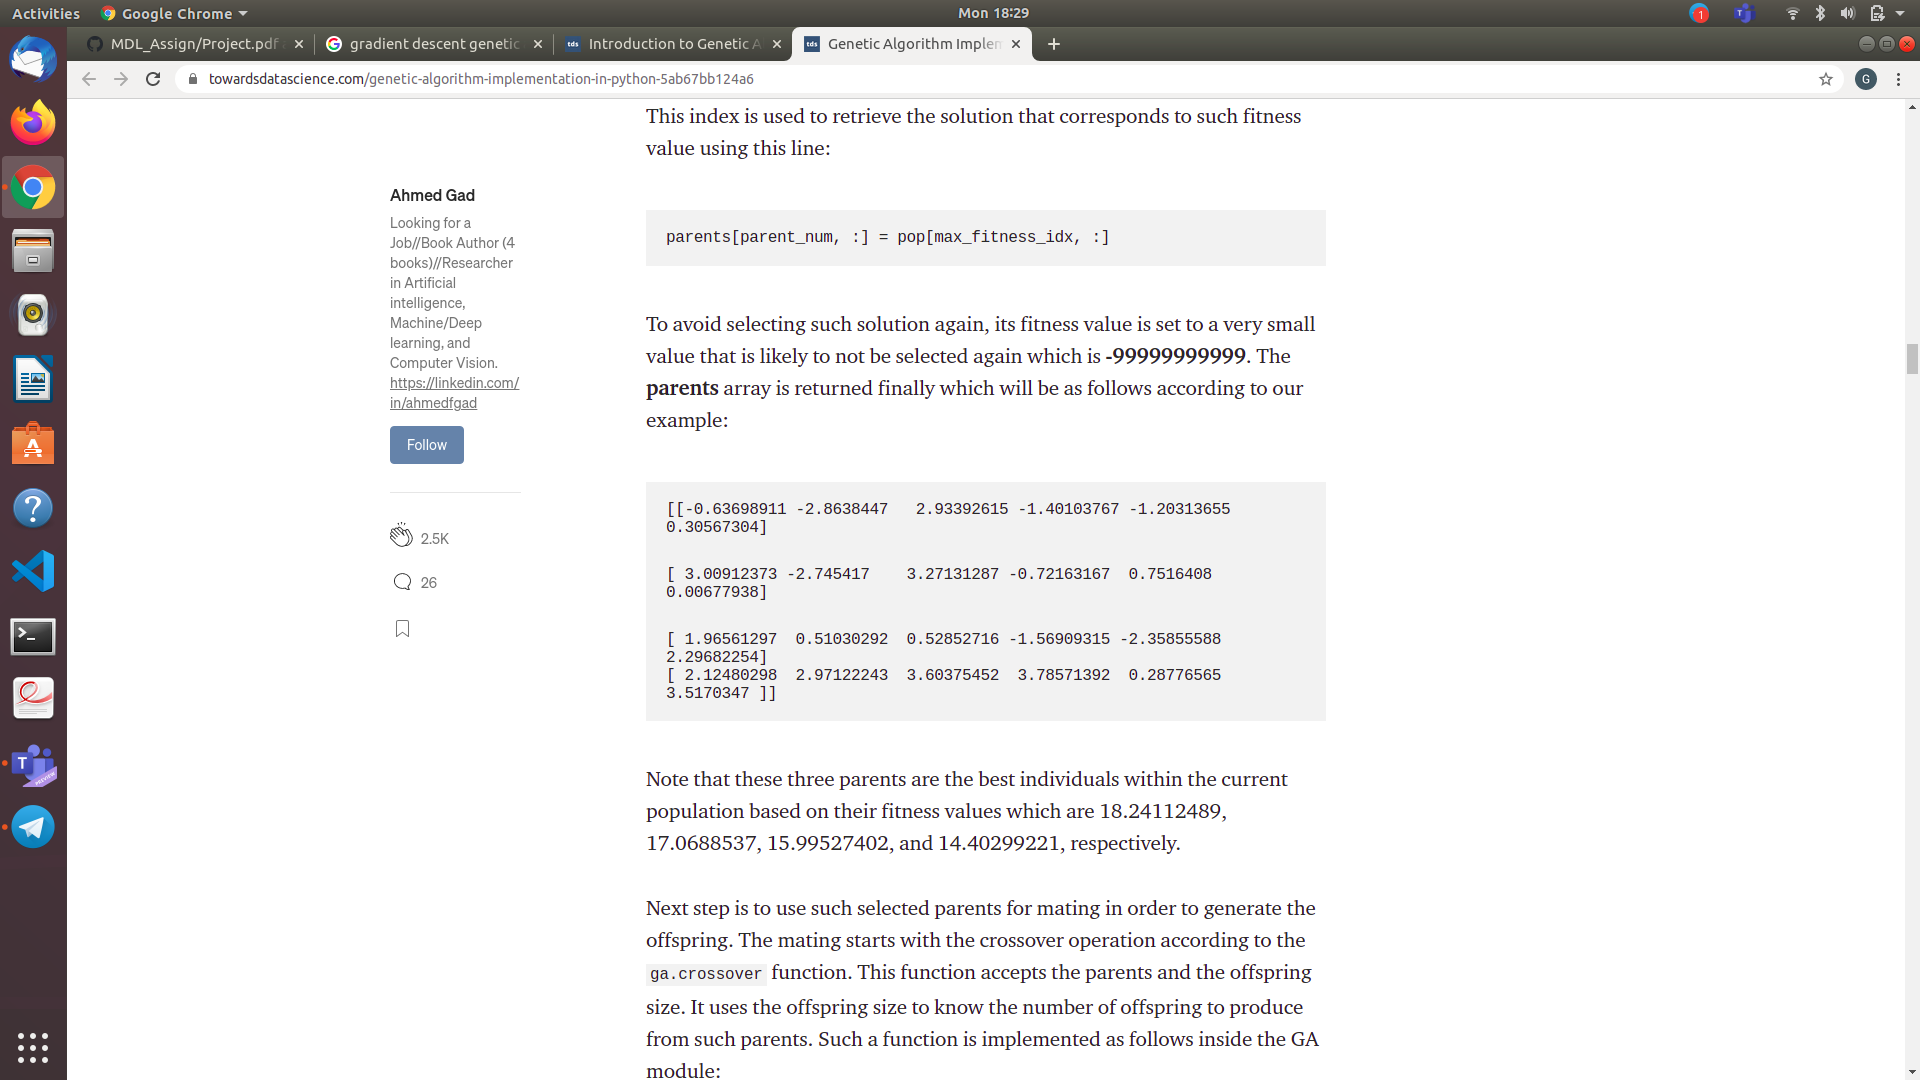 Activities
Google Chrome
Mon 18:29
1
MDL_Assign/Project.pdf
gradient descent genetic
tds
Introduction to Genetic A
tds
Genetic Algorithm Implem
towardsdatascience.com/genetic-algorithm-implementation-in-python-5ab67bb124a6
G
This index is used to retrieve the solution that corresponds to such fitness
value using this line:
Ahmed Gad
Looking for a
Job//Book Author (4
books)//Researcher
in Artificial
intelligence,
Machine/Deep
learning, and
Computer Vision.
https://linkedin.com/
in/ahmedfgad
Follow
2.5K
26
parents[parent_num, :] = pop[max_fitness_idx, :]
To avoid selecting such solution again, its fitness value is set to a very small
value that is likely to not be selected again which is -99999999999. The
parents array is returned finally which will be as follows according to our
example:
[[-0.63698911 -2.8638447   2.93392615 -1.40103767 -1.20313655
0.30567304]
[ 3.00912373 -2.745417    3.27131287 -0.72163167  0.7516408
0.00677938]
[ 1.96561297  0.51030292  0.52852716 -1.56909315 -2.35855588
2.29682254]
[ 2.12480298  2.97122243  3.60375452  3.78571392  0.28776565
3.5170347 ]]
Note that these three parents are the best individuals within the current
population based on their fitness values which are 18.24112489,
17.0688537, 15.99527402, and 14.40299221, respectively.
Next step is to use such selected parents for mating in order to generate the
offspring. The mating starts with the crossover operation according to the
ga.crossover function. This function accepts the parents and the offspring
size. It uses the offspring size to know the number of offspring to produce
from such parents. Such a function is implemented as follows inside the GA
module: